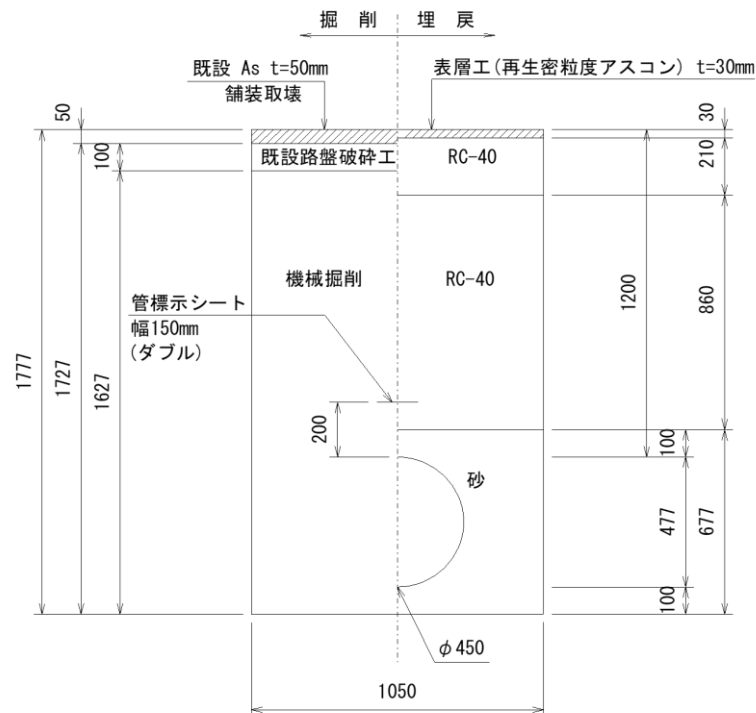 掘 削 埋 戻
既設 As t=50mm
舗装取壊
表層工(再生密粒度アスコン) t=30mm
50
30
100
既設路盤破砕工
RC-40
210
機械掘削
RC-40
1200
860
管標示シート
幅150mm
(ダブル)
1777
1727
1627
200
100
砂
477
677
100
φ450
1050